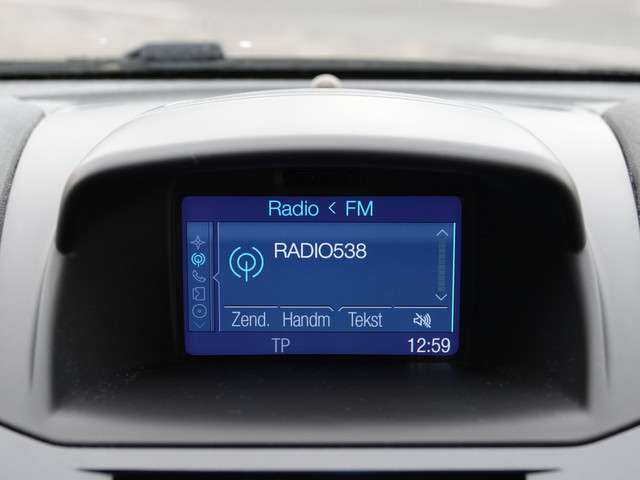 Radio < FM
RADIO538
Zend. Handm Tekst
TP 12:59